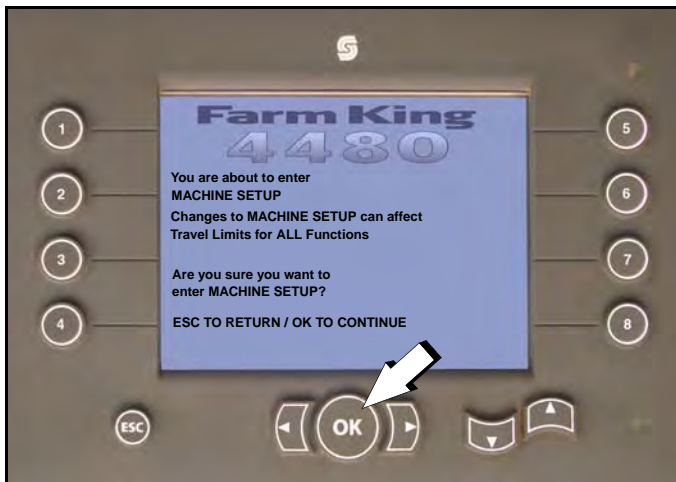 Farm King
4480
You are about to enter
MACHINE SETUP
Changes to MACHINE SETUP can affect
Travel Limits for ALL Functions
Are you sure you want to
enter MACHINE SETUP?
ESC TO RETURN / OK TO CONTINUE
1
2
3
4
5
6
7
8
ESC
OK